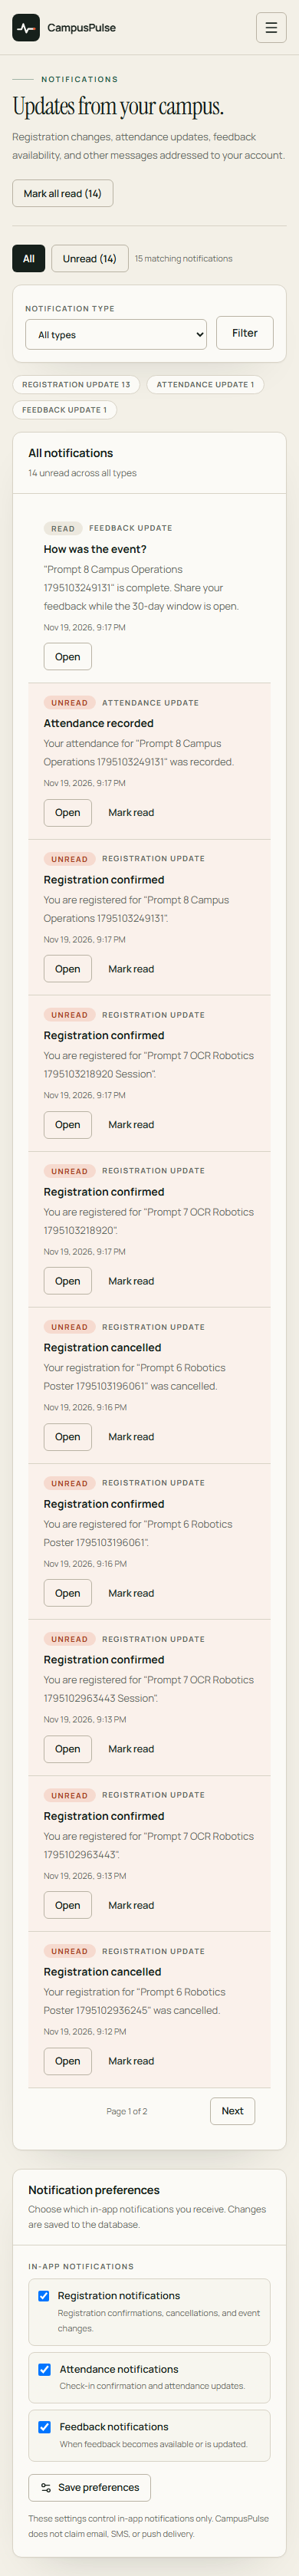 CampusPulse
NOTIFICATIONS
Updates from your campus.
Registration changes, attendance updates, feedback
availability, and other messages addressed to your account.
Mark all read (14)
All
Unread (14)
15 matching notifications
NOTIFICATION TYPE
All types
Filter
REGISTRATION UPDATE 13
ATTENDANCE UPDATE 1
FEEDBACK UPDATE 1
All notifications
14 unread across all types
READ FEEDBACK UPDATE
How was the event?
"Prompt 8 Campus Operations
1795103249131" is complete. Share your
feedback while the 30-day window is open.
Nov 19, 2026, 9:17 PM
Open
UNREAD ATTENDANCE UPDATE
Attendance recorded
Your attendance for "Prompt 8 Campus
Operations 1795103249131" was recorded.
Nov 19, 2026, 9:17 PM
Open Mark read
UNREAD REGISTRATION UPDATE
Registration confirmed
You are registered for "Prompt 8 Campus
Operations 1795103249131".
Nov 19, 2026, 9:17 PM
Open Mark read
UNREAD REGISTRATION UPDATE
Registration confirmed
You are registered for "Prompt 7 OCR Robotics
1795103218920 Session".
Nov 19, 2026, 9:17 PM
Open Mark read
UNREAD REGISTRATION UPDATE
Registration confirmed
You are registered for "Prompt 7 OCR Robotics
1795103218920".
Nov 19, 2026, 9:17 PM
Open Mark read
UNREAD REGISTRATION UPDATE
Registration cancelled
Your registration for "Prompt 6 Robotics
Poster 1795103196061" was cancelled.
Nov 19, 2026, 9:16 PM
Open Mark read
UNREAD REGISTRATION UPDATE
Registration confirmed
You are registered for "Prompt 6 Robotics
Poster 1795103196061".
Nov 19, 2026, 9:16 PM
Open Mark read
UNREAD REGISTRATION UPDATE
Registration confirmed
You are registered for "Prompt 7 OCR Robotics
1795102963443 Session".
Nov 19, 2026, 9:13 PM
Open Mark read
UNREAD REGISTRATION UPDATE
Registration confirmed
You are registered for "Prompt 7 OCR Robotics
1795102963443".
Nov 19, 2026, 9:13 PM
Open Mark read
UNREAD REGISTRATION UPDATE
Registration cancelled
Your registration for "Prompt 6 Robotics
Poster 1795102936245" was cancelled.
Nov 19, 2026, 9:12 PM
Open Mark read
Page 1 of 2
Next
Notification preferences
Choose which in-app notifications you receive. Changes
are saved to the database.
IN-APP NOTIFICATIONS
Registration notifications
Registration confirmations, cancellations, and event
changes.
Attendance notifications
Check-in confirmation and attendance updates.
Feedback notifications
When feedback becomes available or is updated.
Save preferences
These settings control in-app notifications only. CampusPulse
does not claim email, SMS, or push delivery.